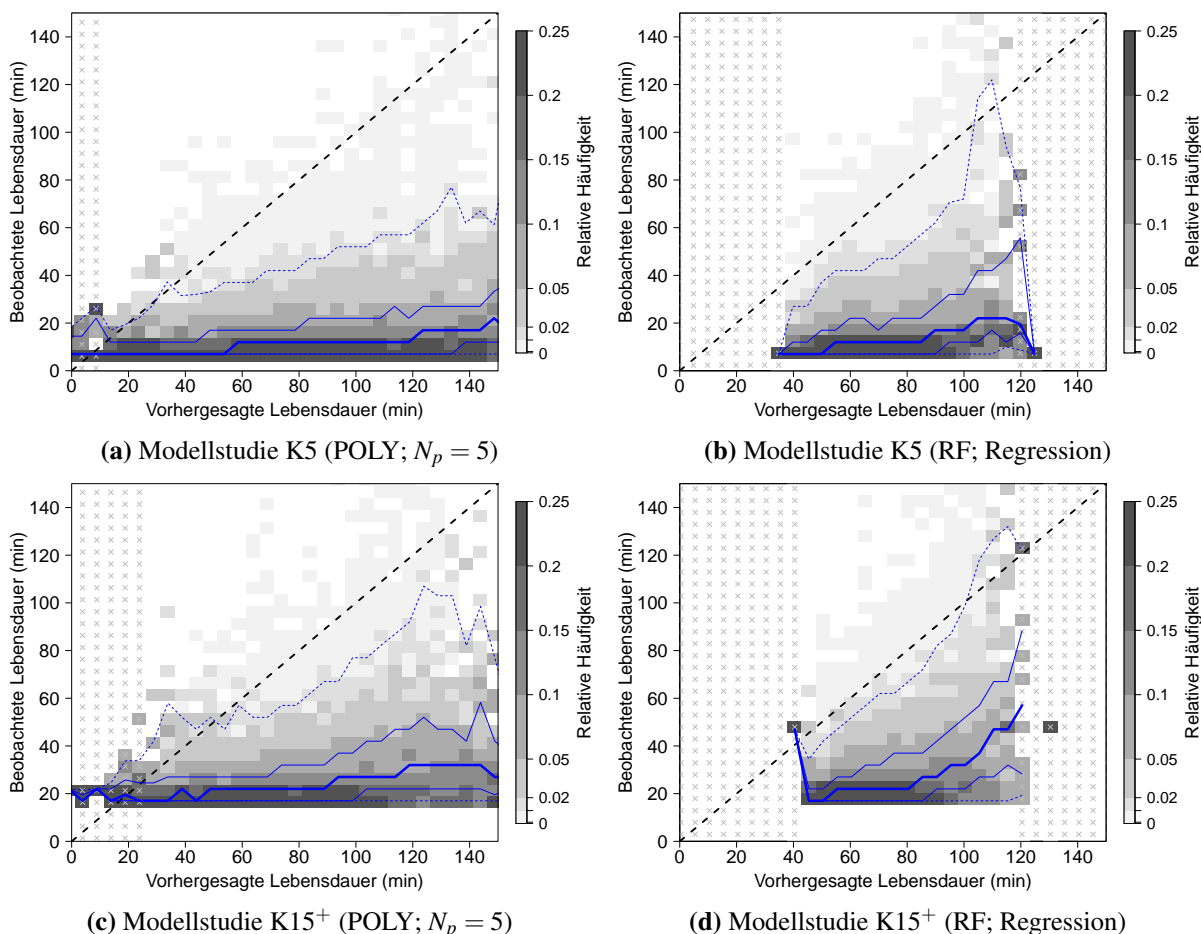 0 20 40 60 80 100 120 140
0 20 40 60 80 100 120 140
Vorhergesagte Lebensdauer (min)
Beobachtete Lebensdauer (min)
0 0.02 0.05 0.1 0.15 0.2 0.25
Relative Häufigkeit
(a) Modellstudie K5 (POLY; N_p = 5)
0 20 40 60 80 100 120 140
0 20 40 60 80 100 120 140
Vorhergesagte Lebensdauer (min)
Beobachtete Lebensdauer (min)
0 0.02 0.05 0.1 0.15 0.2 0.25
Relative Häufigkeit
(b) Modellstudie K5 (RF; Regression)
0 20 40 60 80 100 120 140
0 20 40 60 80 100 120 140
Vorhergesagte Lebensdauer (min)
Beobachtete Lebensdauer (min)
0 0.02 0.05 0.1 0.15 0.2 0.25
Relative Häufigkeit
(c) Modellstudie K15⁺ (POLY; N_p = 5)
0 20 40 60 80 100 120 140
0 20 40 60 80 100 120 140
Vorhergesagte Lebensdauer (min)
Beobachtete Lebensdauer (min)
0 0.02 0.05 0.1 0.15 0.2 0.25
Relative Häufigkeit
(d) Modellstudie K15⁺ (RF; Regression)